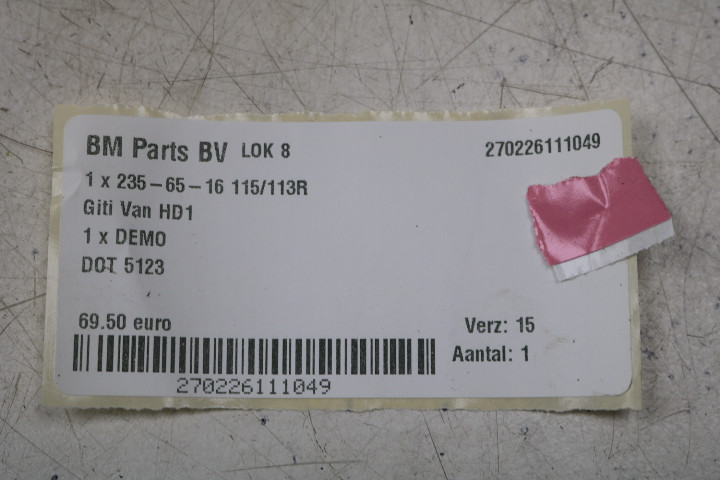 BM Parts BV LOK 8 270226111049
1 x 235-65-16 115/113R
Giti Van HD1
1 x DEMO
DOT 5123
69.50 euro Verz: 15
Aantal: 1
270226111049